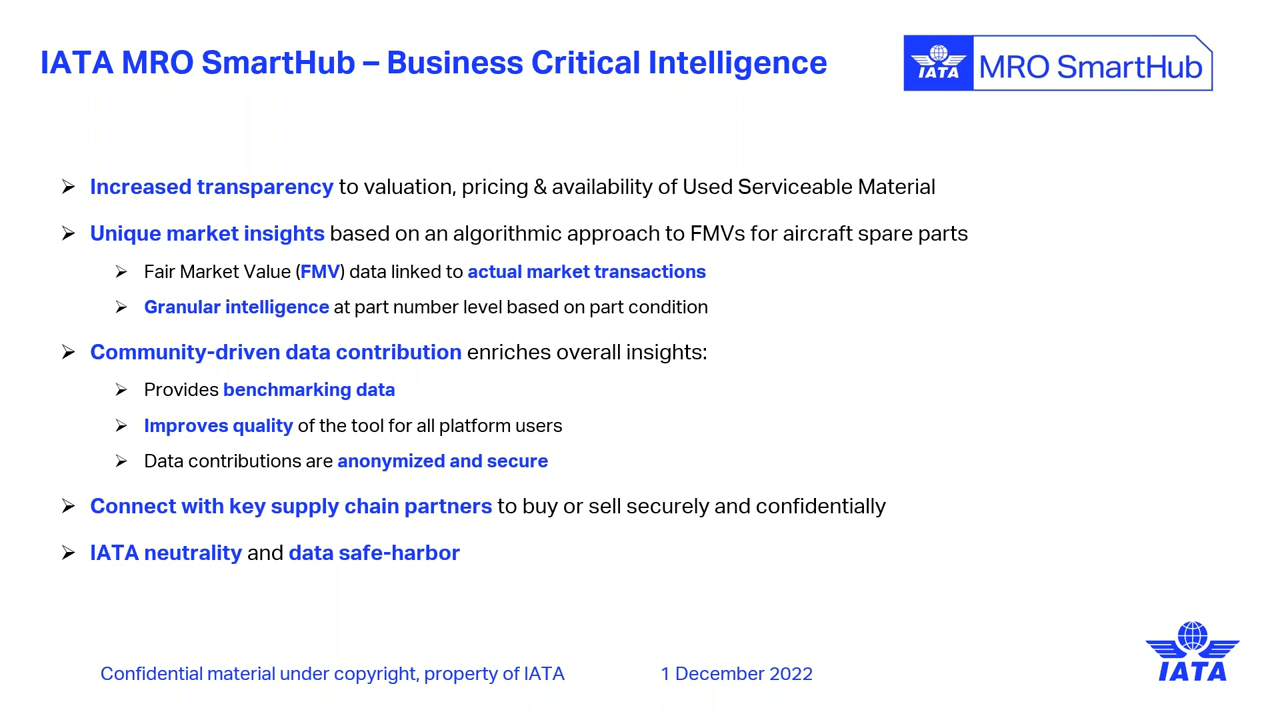 IATA MRO SmartHub – Business Critical Intelligence
IATA MRO SmartHub
➢ Increased transparency to valuation, pricing & availability of Used Serviceable Material
➢ Unique market insights based on an algorithmic approach to FMVs for aircraft spare parts
➢ Fair Market Value (FMV) data linked to actual market transactions
➢ Granular intelligence at part number level based on part condition
➢ Community-driven data contribution enriches overall insights:
➢ Provides benchmarking data
➢ Improves quality of the tool for all platform users
➢ Data contributions are anonymized and secure
➢ Connect with key supply chain partners to buy or sell securely and confidentially
➢ IATA neutrality and data safe-harbor
Confidential material under copyright, property of IATA 1 December 2022
IATA